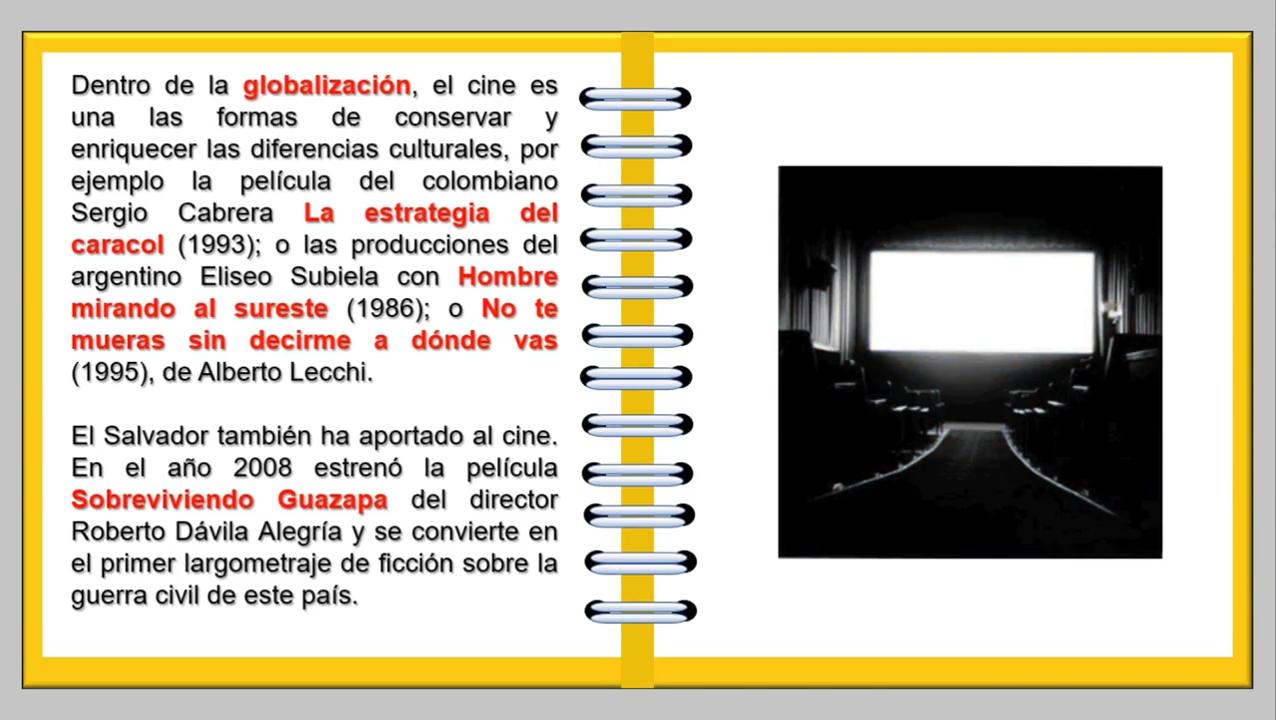 Dentro de la globalización, el cine es
una las formas de conservar y
enriquecer las diferencias culturales, por
ejemplo la película del colombiano
Sergio Cabrera La estrategia del
caracol (1993); o las producciones del
argentino Eliseo Subiela con Hombre
mirando al sureste (1986); o No te
mueras sin decirme a dónde vas
(1995), de Alberto Lecchi.
El Salvador también ha aportado al cine.
En el año 2008 estrenó la película
Sobreviviendo Guazapa del director
Roberto Dávila Alegría y se convierte en
el primer largometraje de ficción sobre la
guerra civil de este país.